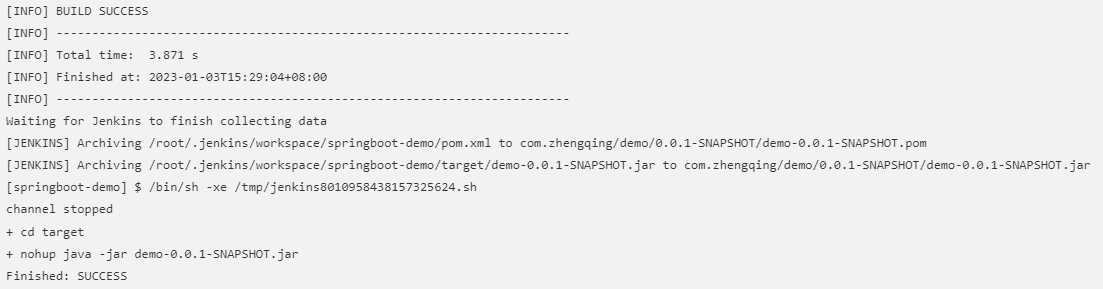 [INFO] BUILD SUCCESS
[INFO] ------------------------------------------------------------------------
[INFO] Total time:  3.871 s
[INFO] Finished at: 2023-01-03T15:29:04+08:00
[INFO] ------------------------------------------------------------------------
Waiting for Jenkins to finish collecting data
[JENKINS] Archiving /root/.jenkins/workspace/springboot-demo/pom.xml to com.zhengqing/demo/0.0.1-SNAPSHOT/demo-0.0.1-SNAPSHOT.pom
[JENKINS] Archiving /root/.jenkins/workspace/springboot-demo/target/demo-0.0.1-SNAPSHOT.jar to com.zhengqing/demo/0.0.1-SNAPSHOT/demo-0.0.1-SNAPSHOT.jar
[springboot-demo] $ /bin/sh -xe /tmp/jenkins8010958438157325624.sh
channel stopped
+ cd target
+ nohup java -jar demo-0.0.1-SNAPSHOT.jar
Finished: SUCCESS